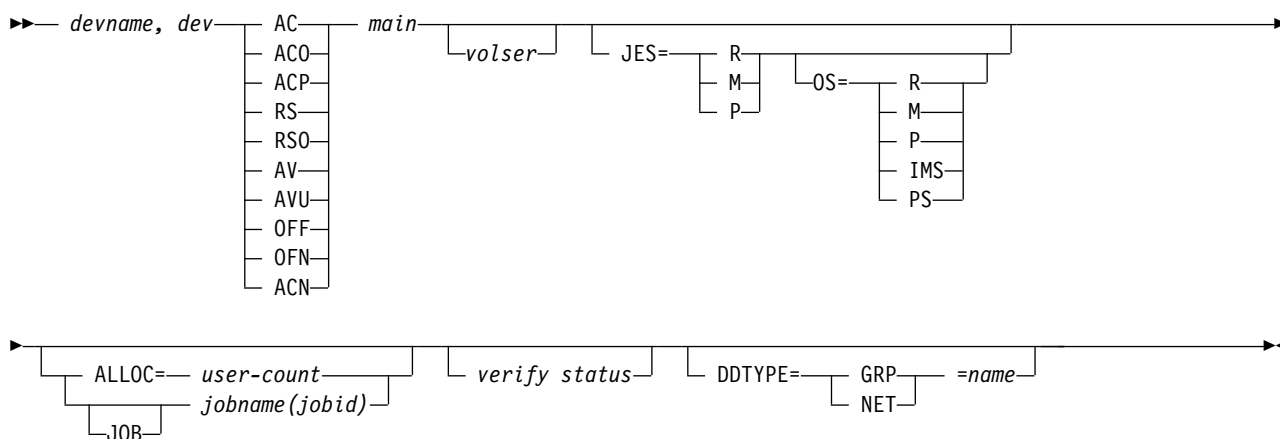 devname, dev AC main
ACO volser JES= R
ACP M OS= R
RS P M
RSO P
AV IMS
AVU PS
OFF
OFN
ACN
ALLOC= user-count verify status DDTYPE= GRP =name
jobname(jobid) NET
JOB